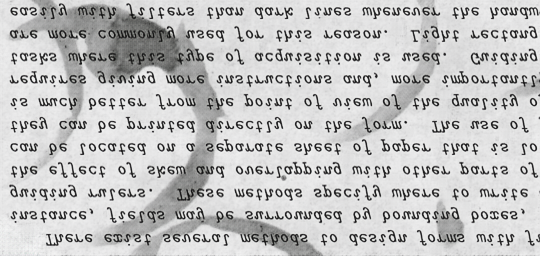 There exist several methods to design forms with fi
instance, fields may be surrounded by bounding boxes,
guiding rulers. These methods specify where to write
the effect of skew and overlapping with other parts of
can be located on a separate sheet of paper that is lo
they can be printed directly on the form. The use of
is much better from the point of view of the quality o
requires giving more instructions and, more importantl
tasks where this type of acquisition is used. Guiding
are more commonly used for this reason. Light rectang
easily with filters than dark lines whenever the handw